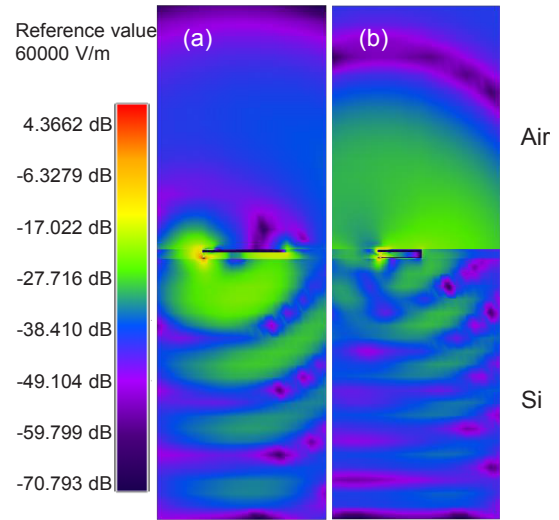 Reference value
60000 V/m
4.3662 dB
-6.3279 dB
-17.022 dB
-27.716 dB
-38.410 dB
-49.104 dB
-59.799 dB
-70.793 dB
(a)
(b)
Air
Si